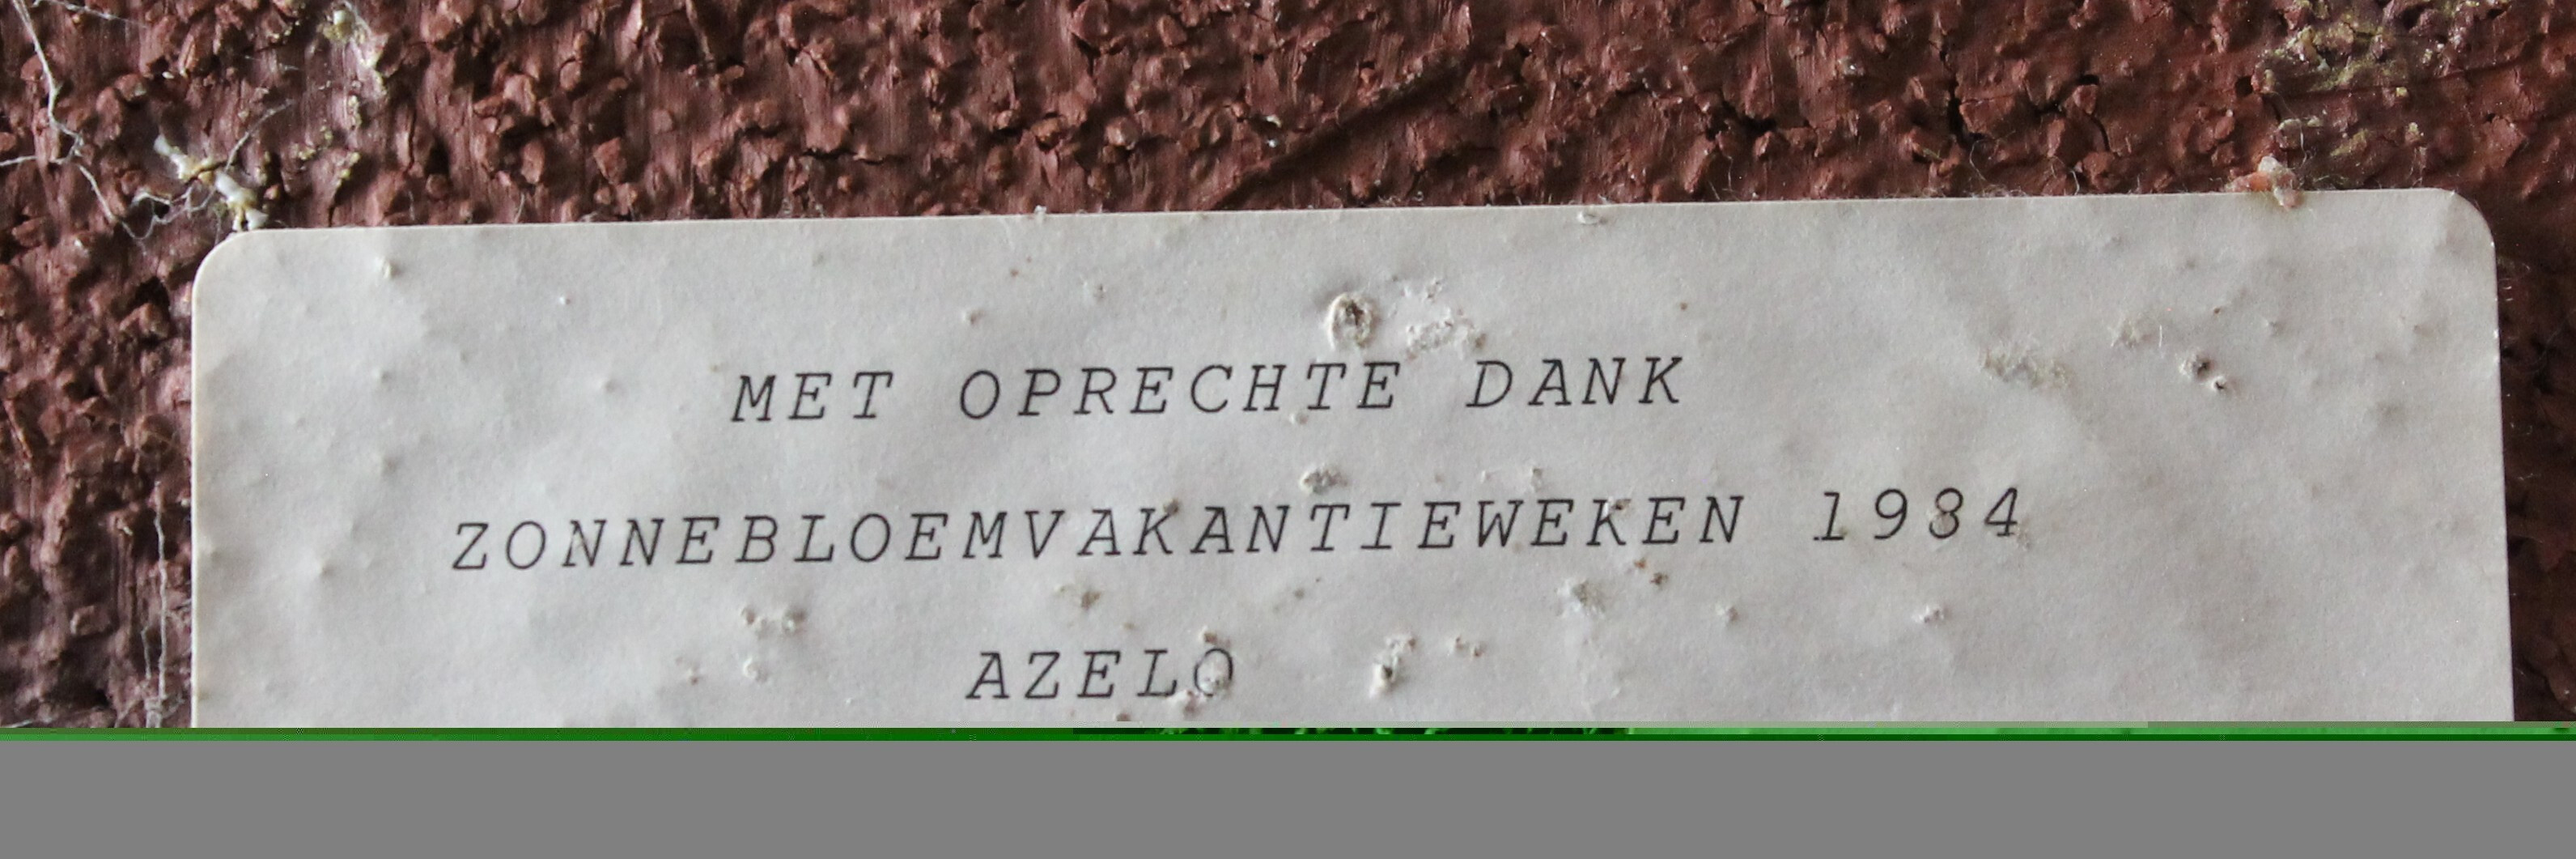 MET OPRECHTE DANK
ZONNEBLOEMVAKANTIEWEKEN 1984
AZELO